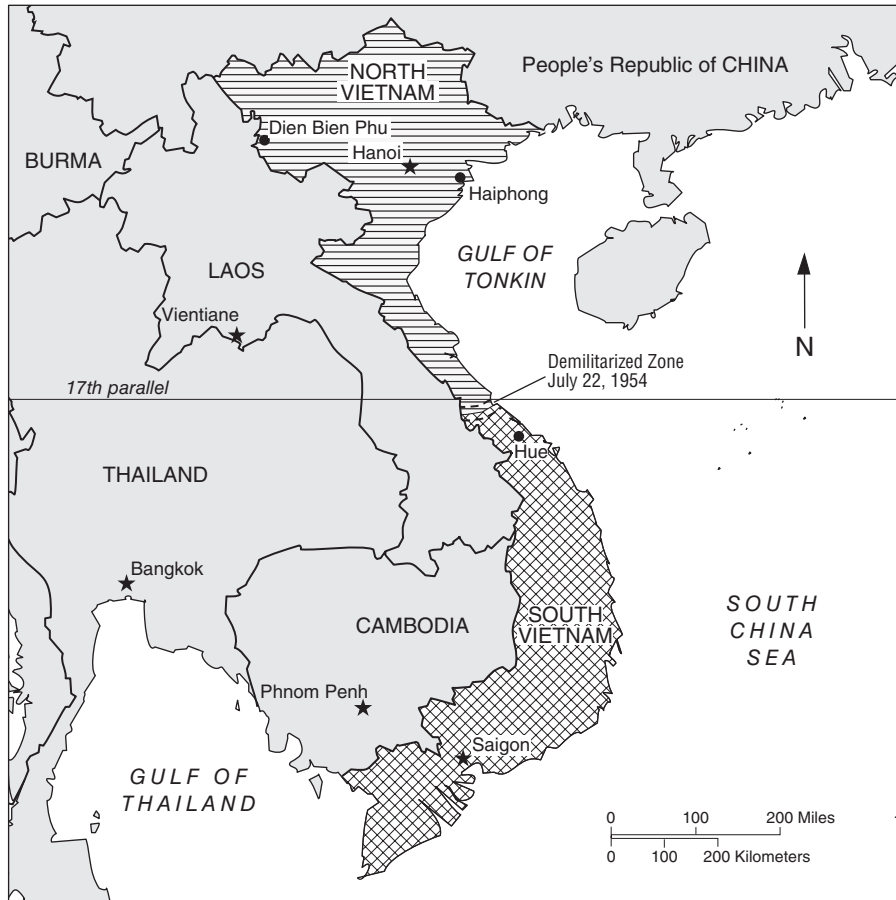 NORTH
VIETNAM
People's Republic of CHINA
Dien Bien Phu
Hanoi
BURMA
Haiphong
LAOS
GULF OF
TONKIN
Vientiane
N
Demilitarized Zone
July 22, 1954
17th parallel
Hue
THAILAND
Bangkok
CAMBODIA
SOUTH
VIETNAM
SOUTH
CHINA
SEA
Phnom Penh
Saigon
GULF OF
THAILAND
0 100 200 Miles
0 100 200 Kilometers